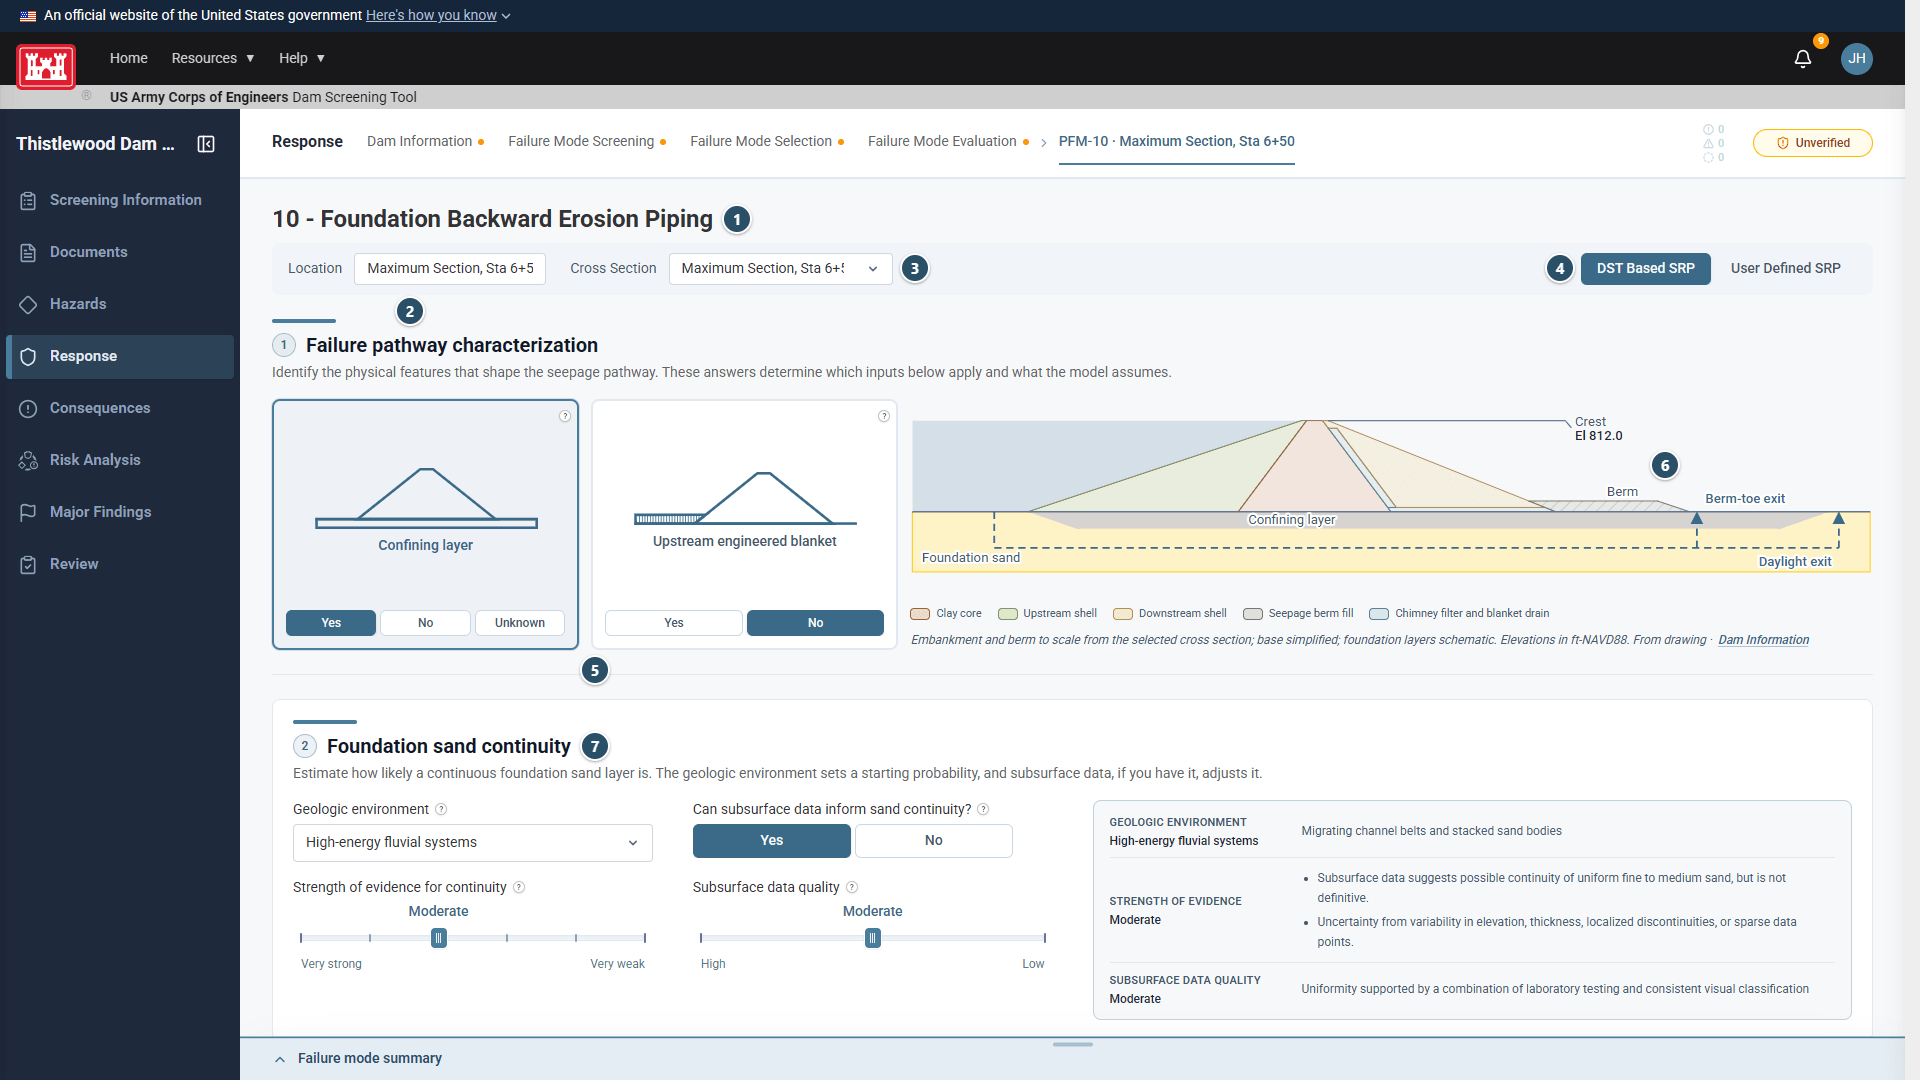 An official website of the United States government Here's how you know
Home Resources Help
9
JH
® US Army Corps of Engineers Dam Screening Tool
Thistlewood Dam ...
Screening Information
Documents
Hazards
Response
Consequences
Risk Analysis
Major Findings
Review
Response Dam Information Failure Mode Screening Failure Mode Selection Failure Mode Evaluation PFM-10 · Maximum Section, Sta 6+50
0
0
0
Unverified
10 - Foundation Backward Erosion Piping 1
Location Maximum Section, Sta 6+5 Cross Section Maximum Section, Sta 6+5 3
4 DST Based SRP User Defined SRP
2
1 Failure pathway characterization
Identify the physical features that shape the seepage pathway. These answers determine which inputs below apply and what the model assumes.
?
Confining layer
Yes No Unknown
?
Upstream engineered blanket
Yes No
5
Crest
El 812.0
6
Berm
Berm-toe exit
Confining layer
Foundation sand
Daylight exit
Clay core Upstream shell Downstream shell Seepage berm fill Chimney filter and blanket drain
Embankment and berm to scale from the selected cross section; base simplified; foundation layers schematic. Elevations in ft-NAVD88. From drawing · Dam Information
2 Foundation sand continuity 7
Estimate how likely a continuous foundation sand layer is. The geologic environment sets a starting probability, and subsurface data, if you have it, adjusts it.
Geologic environment ?
High-energy fluvial systems
Can subsurface data inform sand continuity? ?
Yes No
Strength of evidence for continuity ?
Moderate
Very strong Very weak
Subsurface data quality ?
Moderate
High Low
GEOLOGIC ENVIRONMENT
High-energy fluvial systems
Migrating channel belts and stacked sand bodies
STRENGTH OF EVIDENCE
Moderate
• Subsurface data suggests possible continuity of uniform fine to medium sand, but is not
definitive.
• Uncertainty from variability in elevation, thickness, localized discontinuities, or sparse data
points.
SUBSURFACE DATA QUALITY
Moderate
Uniformity supported by a combination of laboratory testing and consistent visual classification
Failure mode summary